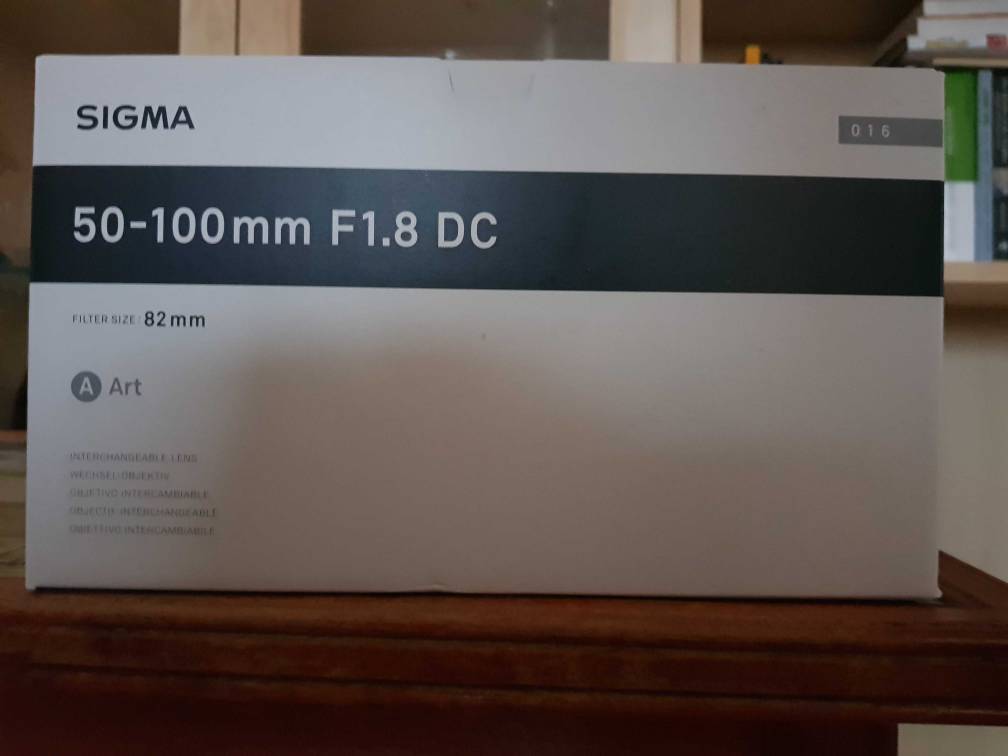 SIGMA
016
50-100mm F1.8 DC
FILTER SIZE: 82mm
A Art
INTERCHANGEABLE LENS
WECHSEL-OBJEKTIV
OBJETIVO INTERCAMBIABLE
OBJECTIF INTERCHANGEABLE
OBIETTIVO INTERCAMBIABILE